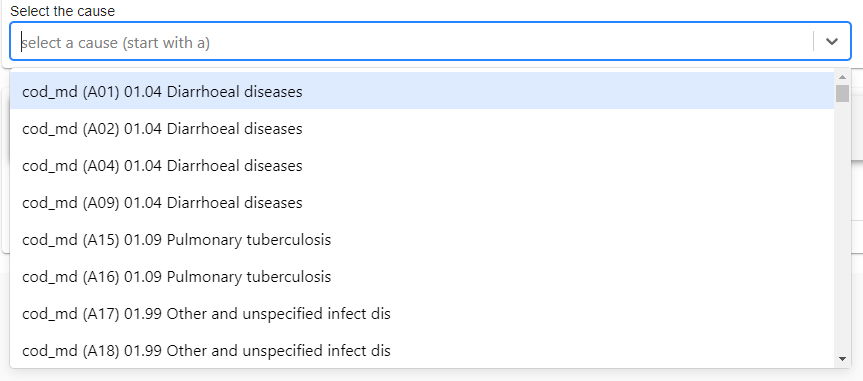 Select the cause
select a cause (start with a)
cod_md (A01) 01.04 Diarrhoeal diseases
cod_md (A02) 01.04 Diarrhoeal diseases
cod_md (A04) 01.04 Diarrhoeal diseases
cod_md (A09) 01.04 Diarrhoeal diseases
cod_md (A15) 01.09 Pulmonary tuberculosis
cod_md (A16) 01.09 Pulmonary tuberculosis
cod_md (A17) 01.99 Other and unspecified infect dis
cod_md (A18) 01.99 Other and unspecified infect dis